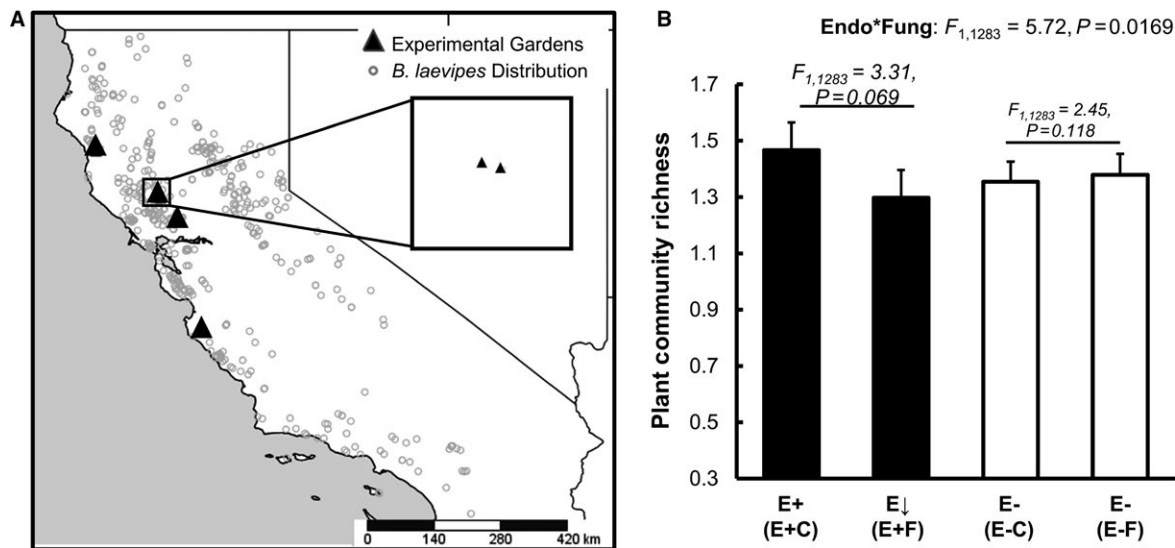 A
Experimental Gardens
B. laevipes Distribution
0 140 280 420 km
B
Endo*Fung: F1,1283 = 5.72, P=0.0169
F1,1283 = 3.31,
P=0.069
F1,1283 = 2.45,
P=0.118
Plant community richness
1.7
1.5
1.3
1.1
0.9
0.7
0.5
0.3
E+ E↓ E- E-
(E+C) (E+F) (E-C) (E-F)